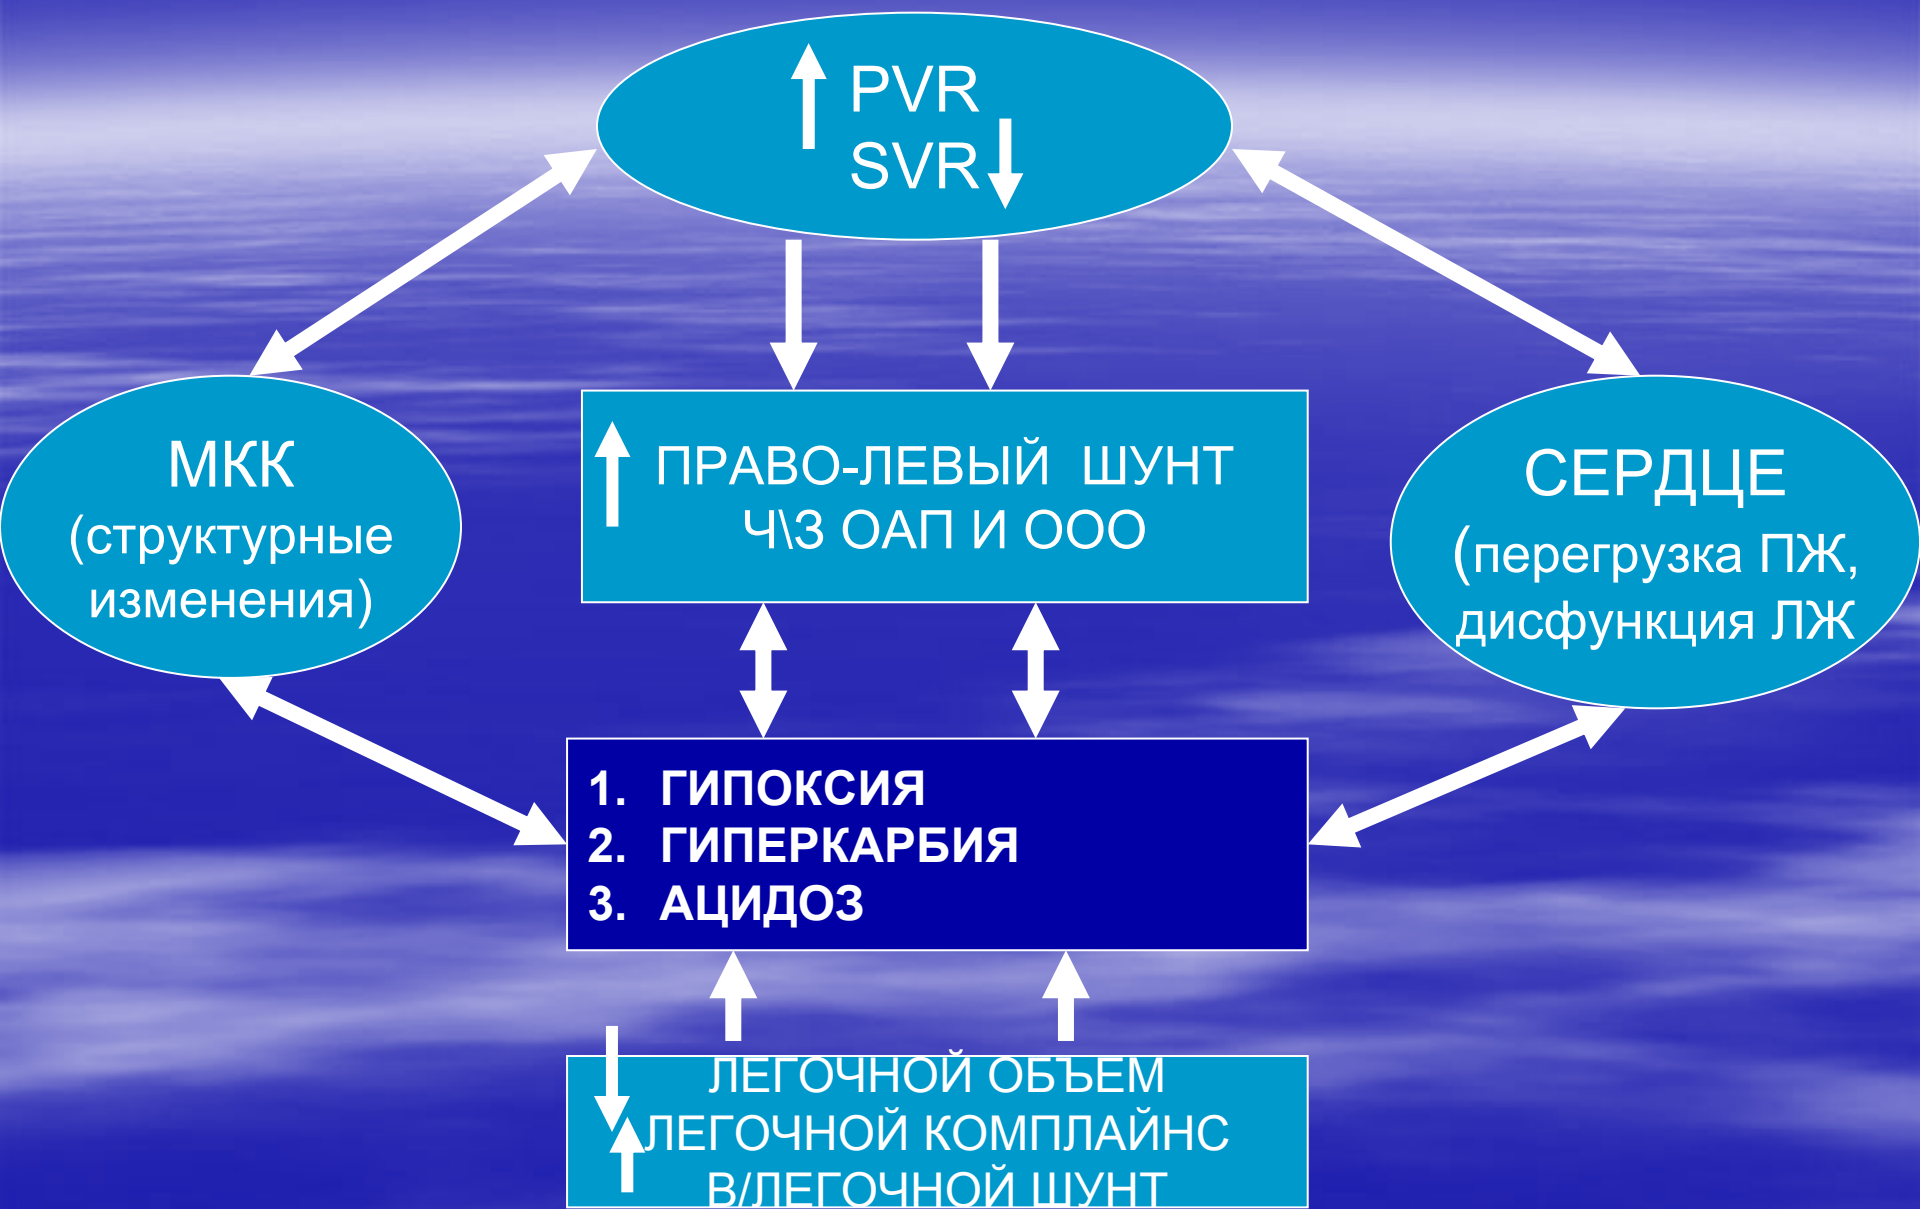 PVR
SVR
МКК
(структурные
изменения)
ПРАВО-ЛЕВЫЙ ШУНТ
Ч\З ОАП И ООО
СЕРДЦЕ
(перегрузка ПЖ,
дисфункция ЛЖ
1. ГИПОКСИЯ
2. ГИПЕРКАРБИЯ
3. АЦИДОЗ
ЛЕГОЧНОЙ ОБЪЕМ
ЛЕГОЧНОЙ КОМПЛАЙНС
В/ЛЕГОЧНОЙ ШУНТ